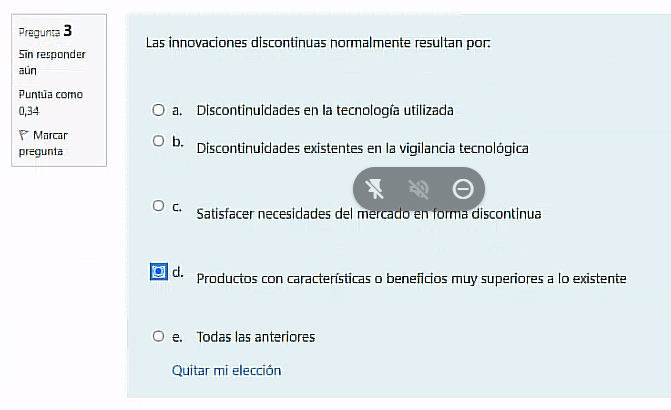 Pregunta 3
Sin responder
aún
Puntúa como
0,34
Marcar
pregunta
Las innovaciones discontinuas normalmente resultan por:
a. Discontinuidades en la tecnología utilizada
b. Discontinuidades existentes en la vigilancia tecnológica
c. Satisfacer necesidades del mercado en forma discontinua
d. Productos con características o beneficios muy superiores a lo existente
e. Todas las anteriores
Quitar mi elección